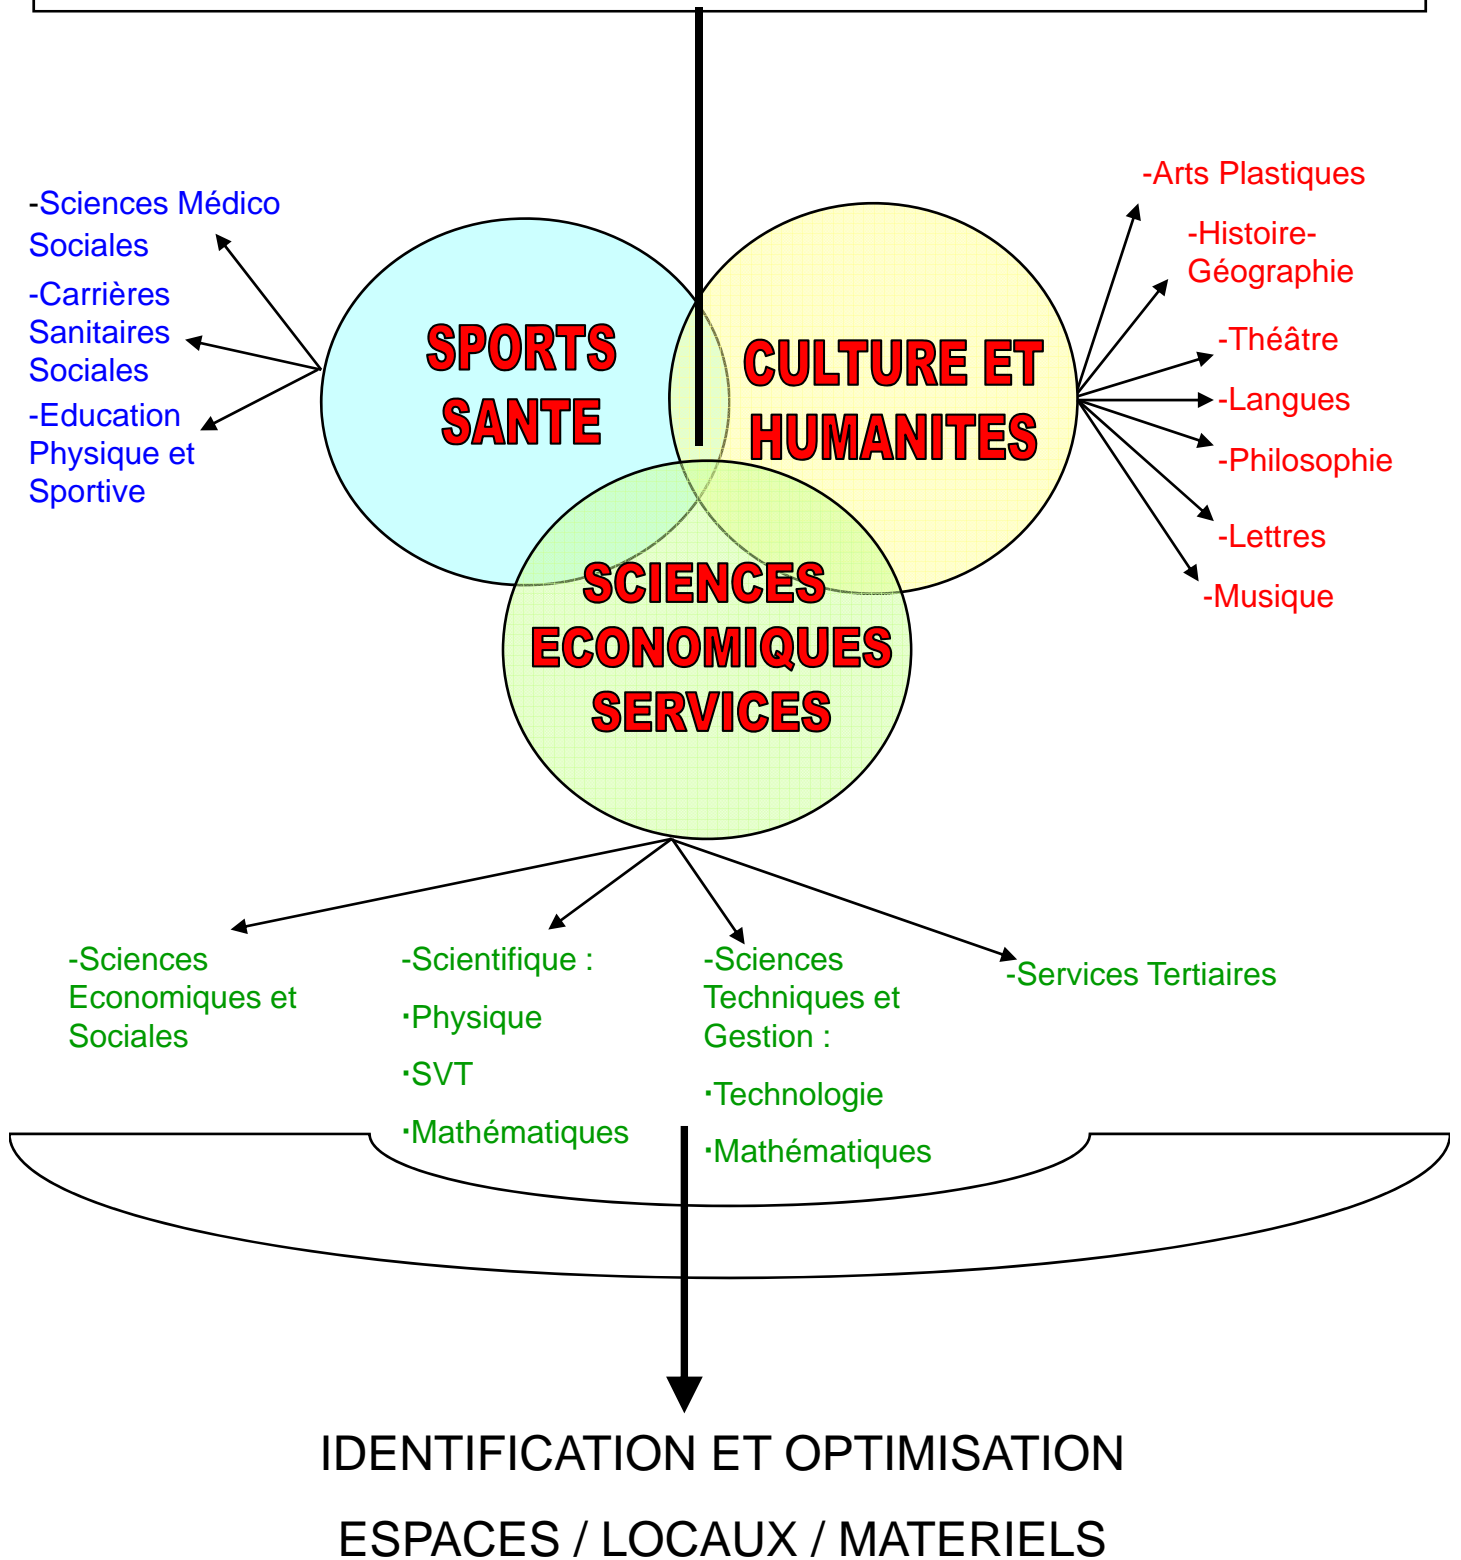 -Sciences Médico
Sociales
-Carrières
Sanitaires
Sociales
-Education
Physique et
Sportive
SPORTS
SANTE
CULTURE ET
HUMANITES
-Arts Plastiques
-Histoire-
Géographie
-Théâtre
-Langues
-Philosophie
-Lettres
-Musique
SCIENCES
ECONOMIQUES
SERVICES
-Sciences
Economiques et
Sociales
-Scientifique :
·Physique
·SVT
·Mathématiques
-Sciences
Techniques et
Gestion :
·Technologie
·Mathématiques
-Services Tertiaires
IDENTIFICATION ET OPTIMISATION
ESPACES / LOCAUX / MATERIELS